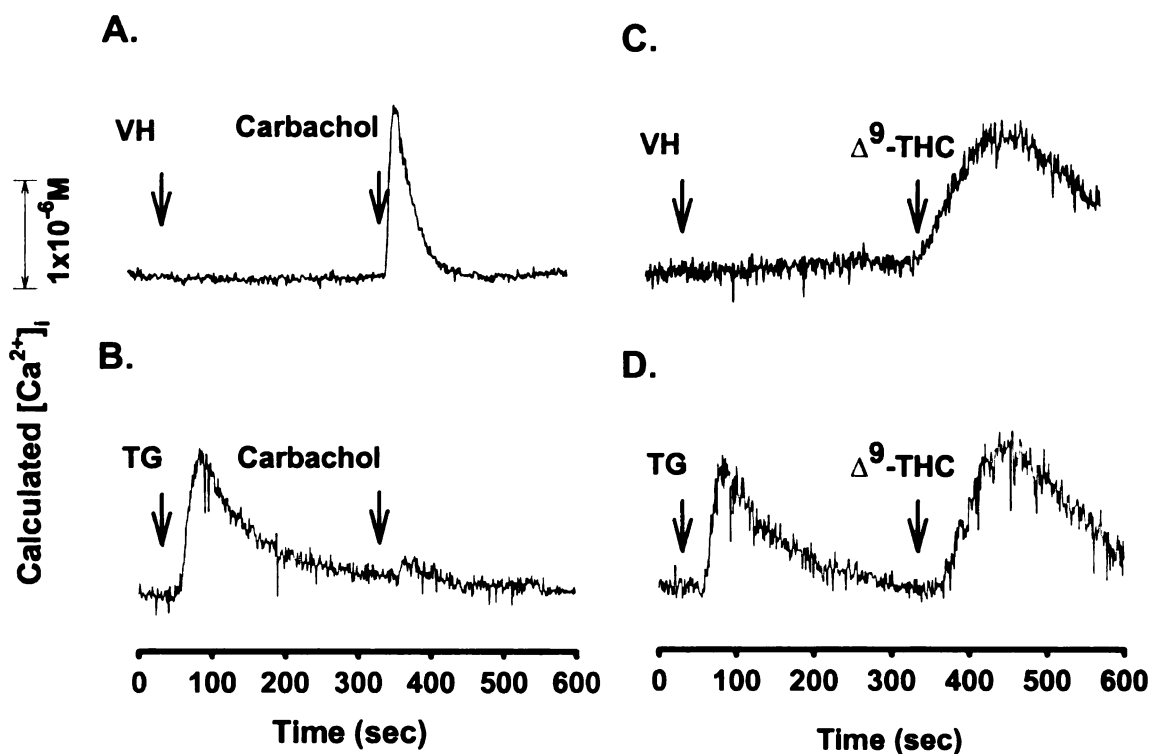 A.
VH
Carbachol
C.
VH
Δ⁹-THC
1x10⁻⁶M
Calculated [Ca²⁺]ᵢ
B.
TG
Carbachol
D.
TG
Δ⁹-THC
0 100 200 300 400 500 600
Time (sec)
0 100 200 300 400 500 600
Time (sec)